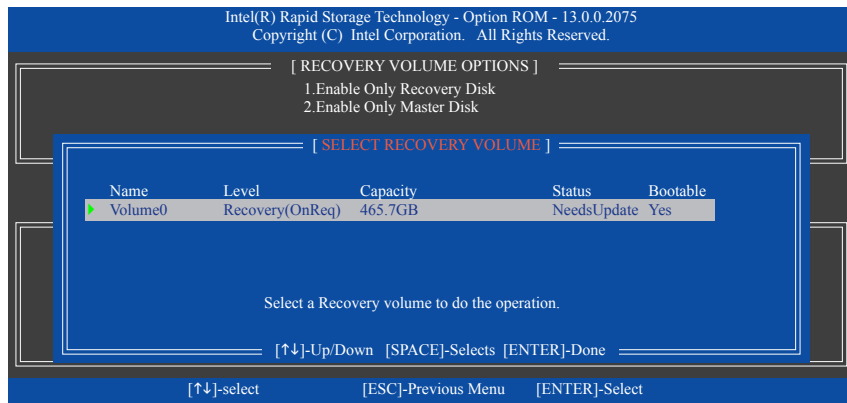 Intel(R) Rapid Storage Technology - Option ROM - 13.0.0.2075
Copyright (C) Intel Corporation. All Rights Reserved.
[ RECOVERY VOLUME OPTIONS ]
1.Enable Only Recovery Disk
2.Enable Only Master Disk
[ SELECT RECOVERY VOLUME ]
Name Level Capacity Status Bootable
Volume0 Recovery(OnReq) 465.7GB NeedsUpdate Yes
Select a Recovery volume to do the operation.
[↑↓]-Up/Down [SPACE]-Selects [ENTER]-Done
[↑↓]-select [ESC]-Previous Menu [ENTER]-Select